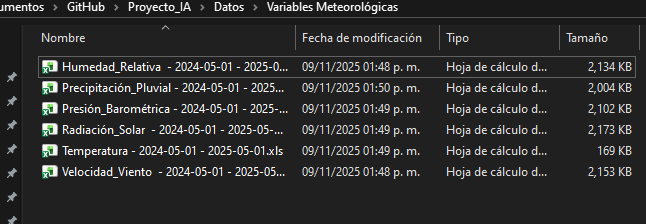 umentos > GitHub > Proyecto_IA > Datos > Variables Meteorológicas
Nombre Fecha de modificación Tipo Tamaño
Humedad_Relativa - 2024-05-01 - 2025-0... 09/11/2025 01:48 p. m. Hoja de cálculo d... 2,134 KB
Precipitación_Pluvial - 2024-05-01 - 2025... 09/11/2025 01:50 p. m. Hoja de cálculo d... 2,004 KB
Presión_Barométrica - 2024-05-01 - 2025-... 09/11/2025 01:49 p. m. Hoja de cálculo d... 2,102 KB
Radiación_Solar - 2024-05-01 - 2025-05-... 09/11/2025 01:49 p. m. Hoja de cálculo d... 2,173 KB
Temperatura - 2024-05-01 - 2025-05-01.xls 09/11/2025 01:49 p. m. Hoja de cálculo d... 169 KB
Velocidad_Viento - 2024-05-01 - 2025-05... 09/11/2025 01:48 p. m. Hoja de cálculo d... 2,153 KB